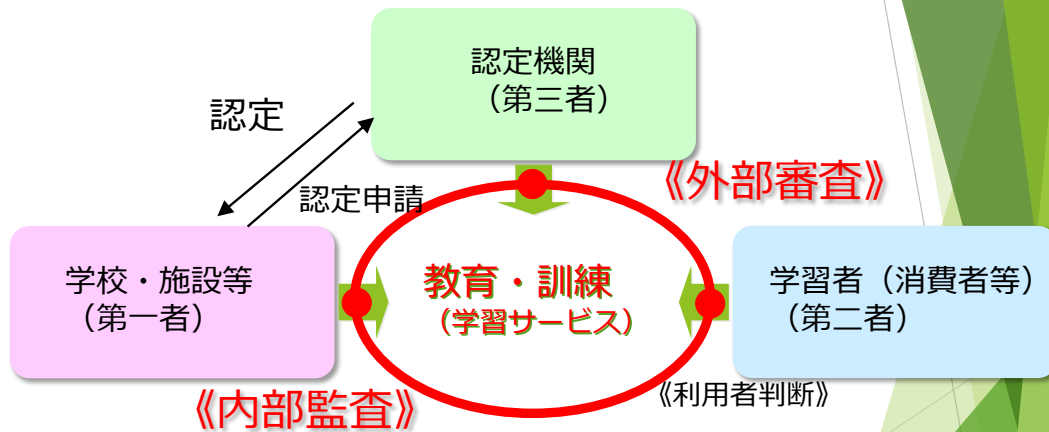 認定機関
（第三者）
認定
認定申請
《外部審査》
学校・施設等
（第一者）
教育・訓練
（学習サービス）
学習者（消費者等）
（第二者）
《内部監査》
《利用者判断》